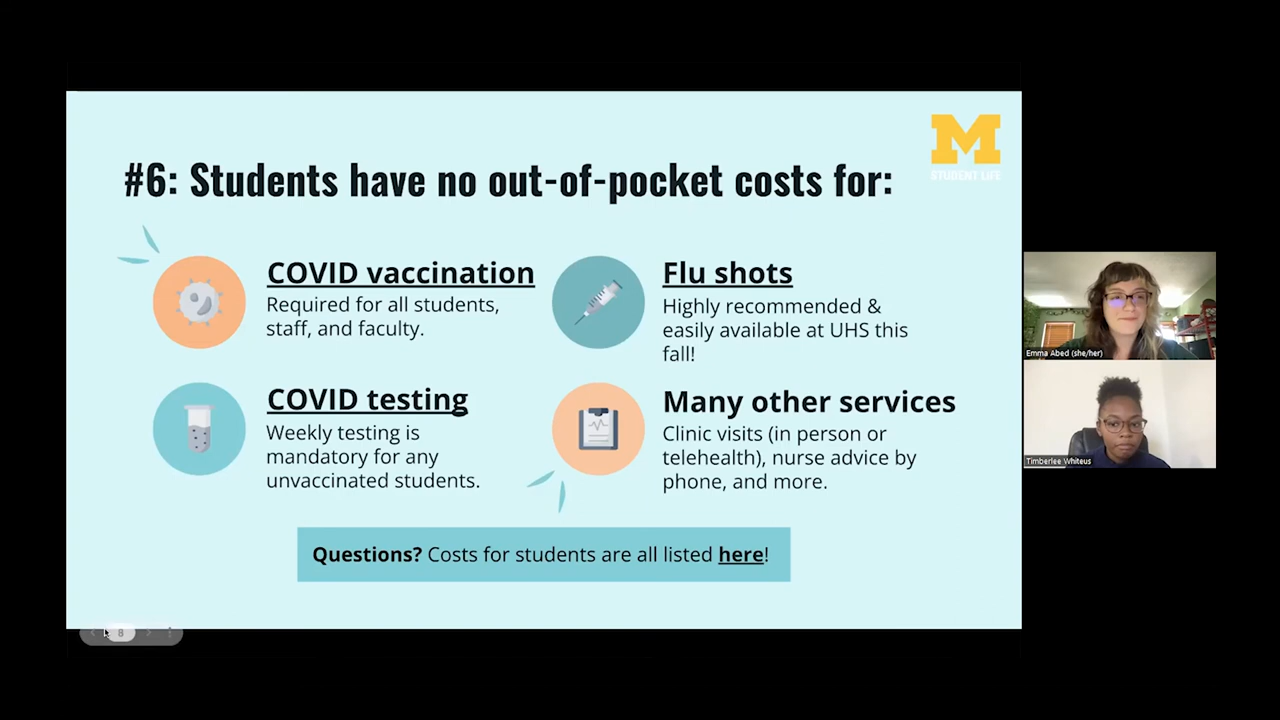 M
STUDENT LIFE
#6: Students have no out-of-pocket costs for:
COVID vaccination
Required for all students,
staff, and faculty.
Flu shots
Highly recommended &
easily available at UHS this
fall!
COVID testing
Weekly testing is
mandatory for any
unvaccinated students.
Many other services
Clinic visits (in person or
telehealth), nurse advice by
phone, and more.
Questions? Costs for students are all listed here!
8
Emma Abed (she/her)
Timberlee Whiteus